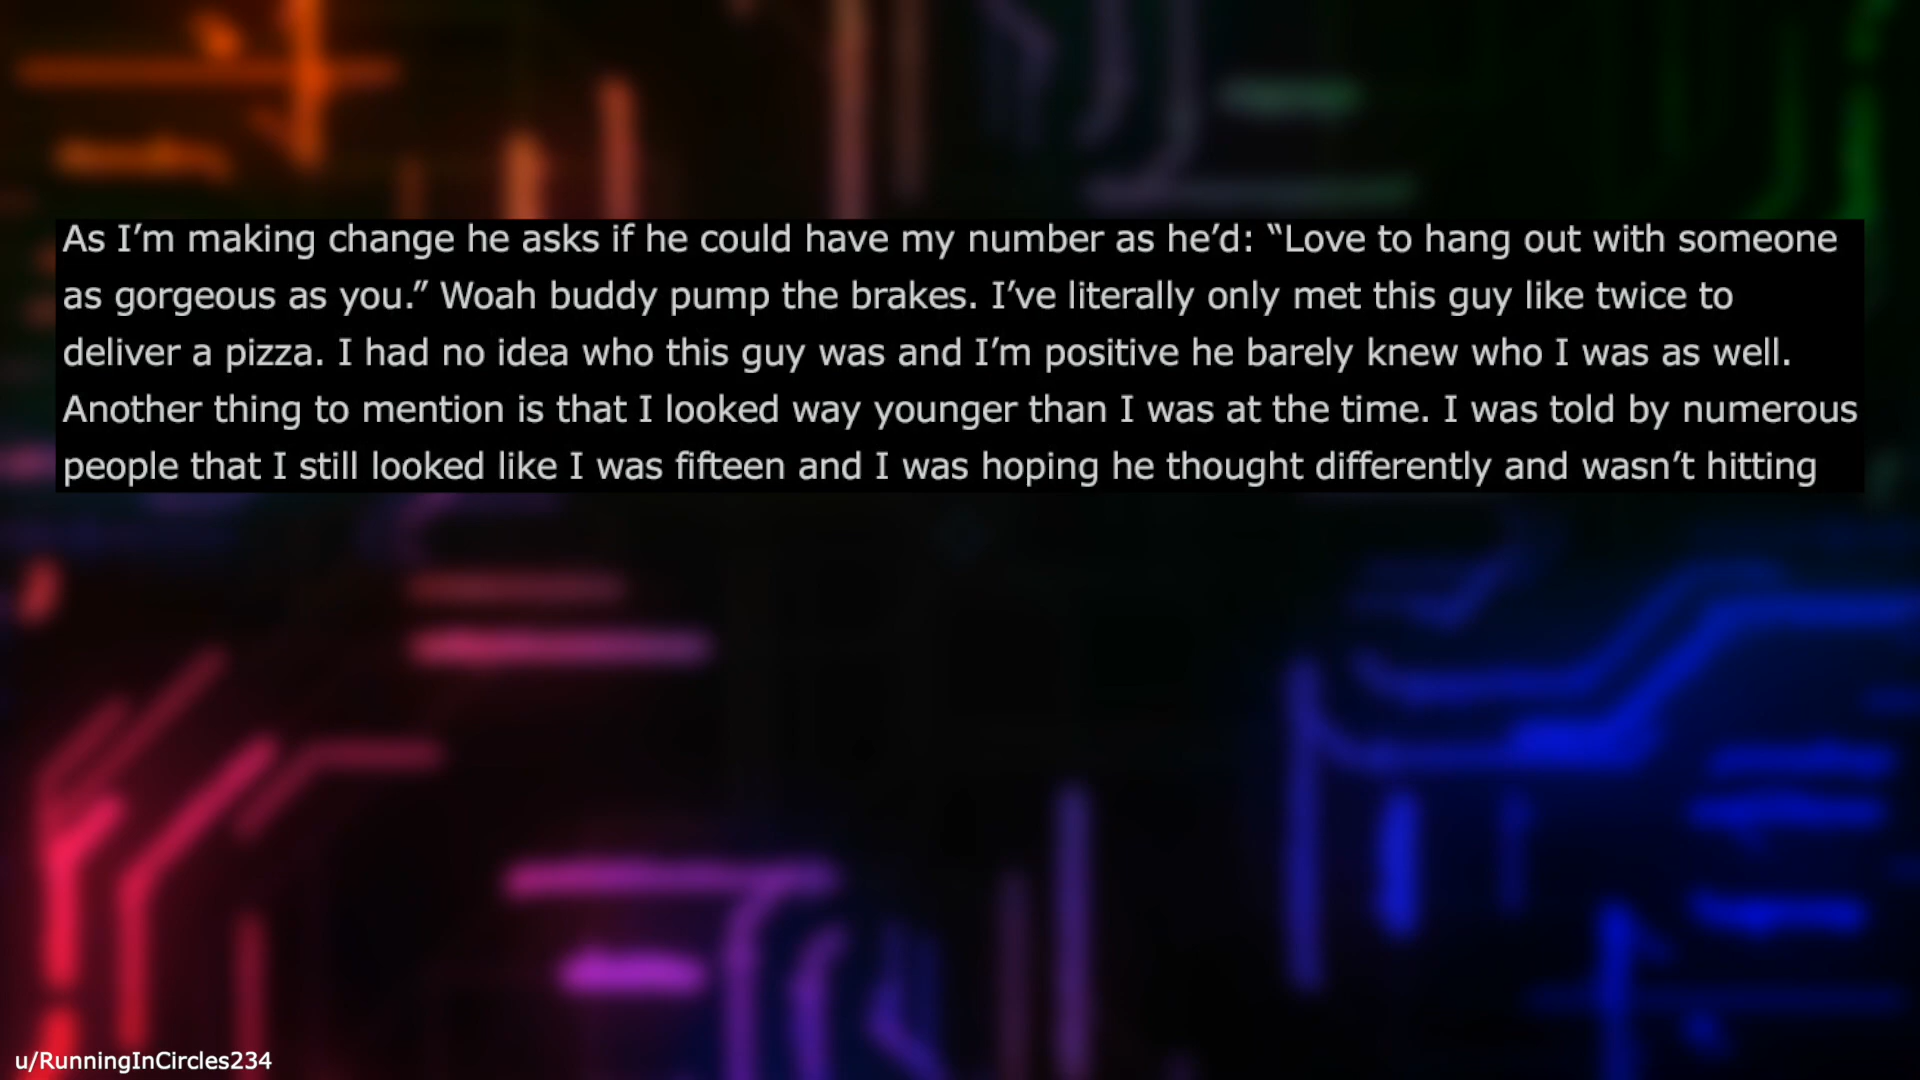 As I’m making change he asks if he could have my number as he’d: “Love to hang out with someone
as gorgeous as you.” Woah buddy pump the brakes. I’ve literally only met this guy like twice to
deliver a pizza. I had no idea who this guy was and I’m positive he barely knew who I was as well.
Another thing to mention is that I looked way younger than I was at the time. I was told by numerous
people that I still looked like I was fifteen and I was hoping he thought differently and wasn’t hitting
u/RunningInCircles234